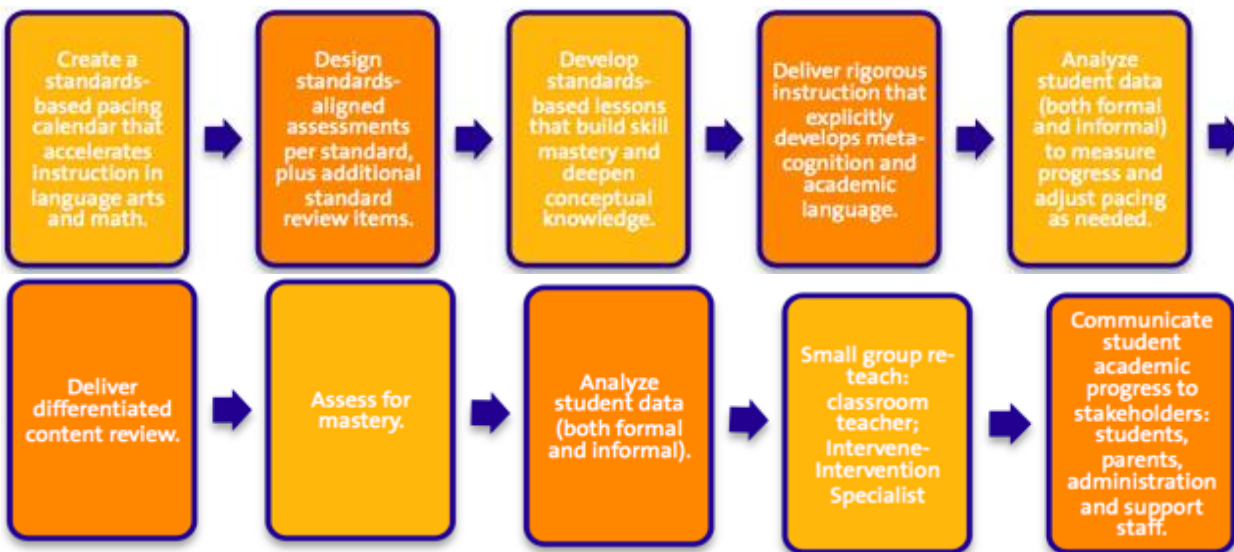 Create a
standards-
based pacing
calendar that
accelerates
instruction in
language arts
and math.
Design
standards-
aligned
assessments
per standard,
plus additional
standard
review items.
Develop
standards-
based lessons
that build skill
mastery and
deepen
conceptual
knowledge.
Deliver rigorous
instruction that
explicitly
develops meta-
cognition and
academic
language.
Analyze
student data
(both formal
and informal)
to measure
progress and
adjust pacing
as needed.
Deliver
differentiated
content review.
Assess for
mastery.
Analyze
student data
(both formal
and informal).
Small group re-
teach:
classroom
teacher;
Intervene-
Intervention
Specialist
Communicate
student
academic
progress to
stakeholders:
students,
parents,
administration
and support
staff.